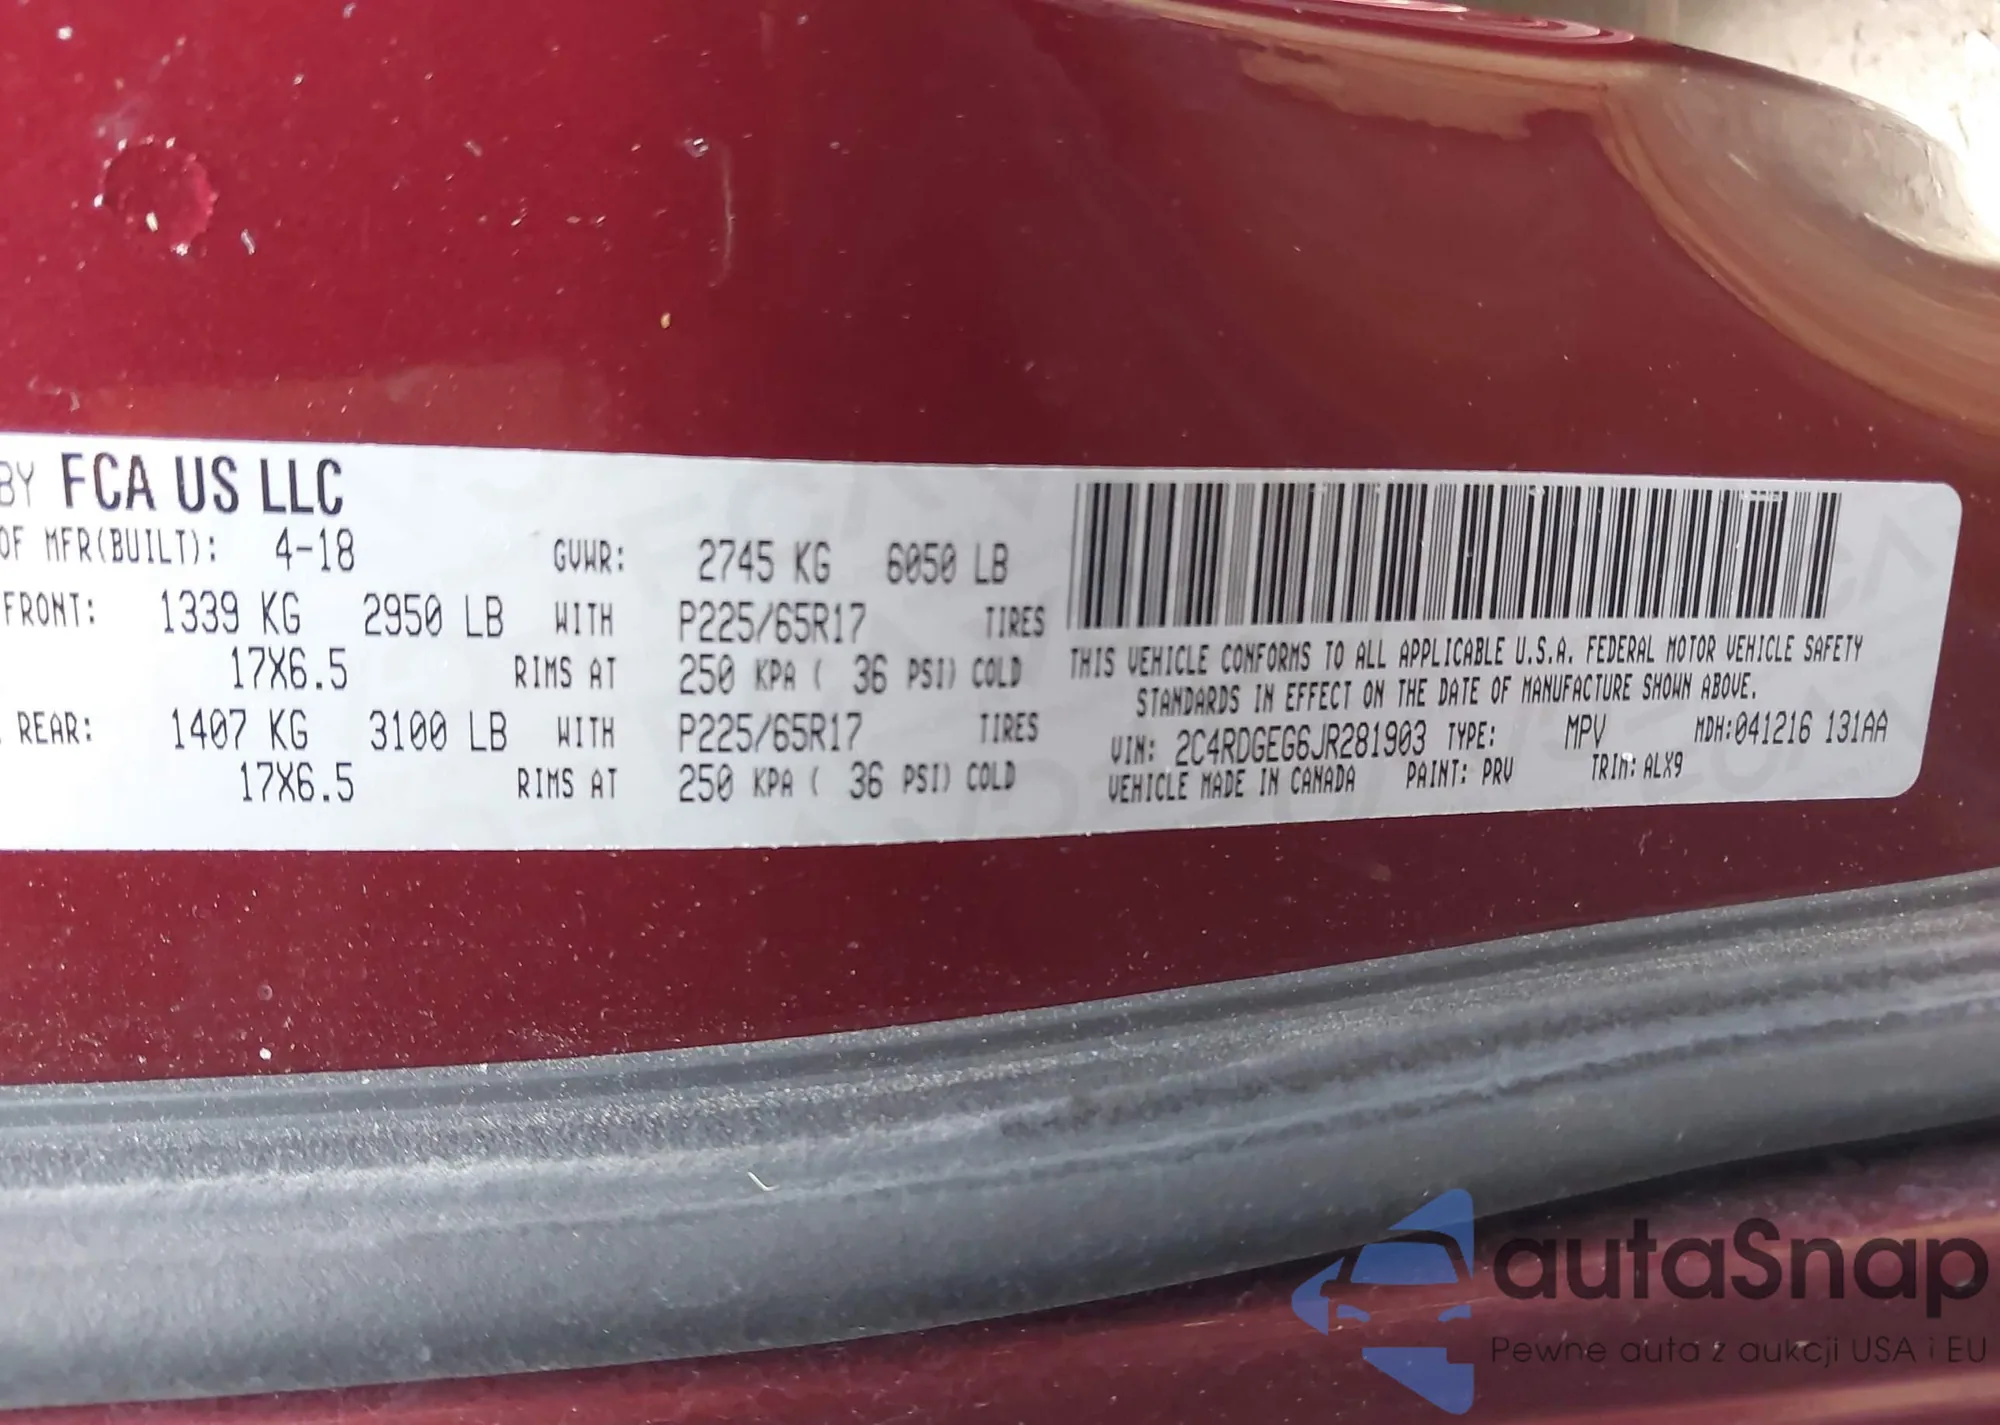 BY FCA US LLC
OF MFR(BUILT): 4-18 GVWR: 2745 KG 6050 LB
FRONT: 1339 KG 2950 LB WITH P225/65R17 TIRES
17X6.5 RIMS AT 250 KPA ( 36 PSI) COLD
REAR: 1407 KG 3100 LB WITH P225/65R17 TIRES
17X6.5 RIMS AT 250 KPA ( 36 PSI) COLD
THIS VEHICLE CONFORMS TO ALL APPLICABLE U.S.A. FEDERAL MOTOR VEHICLE SAFETY
STANDARDS IN EFFECT ON THE DATE OF MANUFACTURE SHOWN ABOVE.
VIN: 2C4RDGEG6JR281903 TYPE: MPV MDH:041216 131AA
VEHICLE MADE IN CANADA PAINT: PRV TRIM: ALX9
autaSnap
Pewne auta z aukcji USA i EU